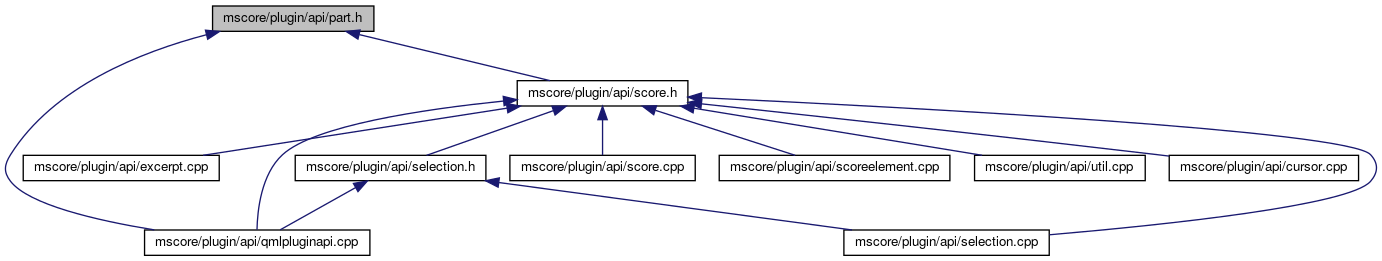 mscore/plugin/api/part.h
mscore/plugin/api/score.h
mscore/plugin/api/excerpt.cpp
mscore/plugin/api/selection.h
mscore/plugin/api/score.cpp
mscore/plugin/api/scoreelement.cpp
mscore/plugin/api/util.cpp
mscore/plugin/api/cursor.cpp
mscore/plugin/api/qmlpluginapi.cpp
mscore/plugin/api/selection.cpp